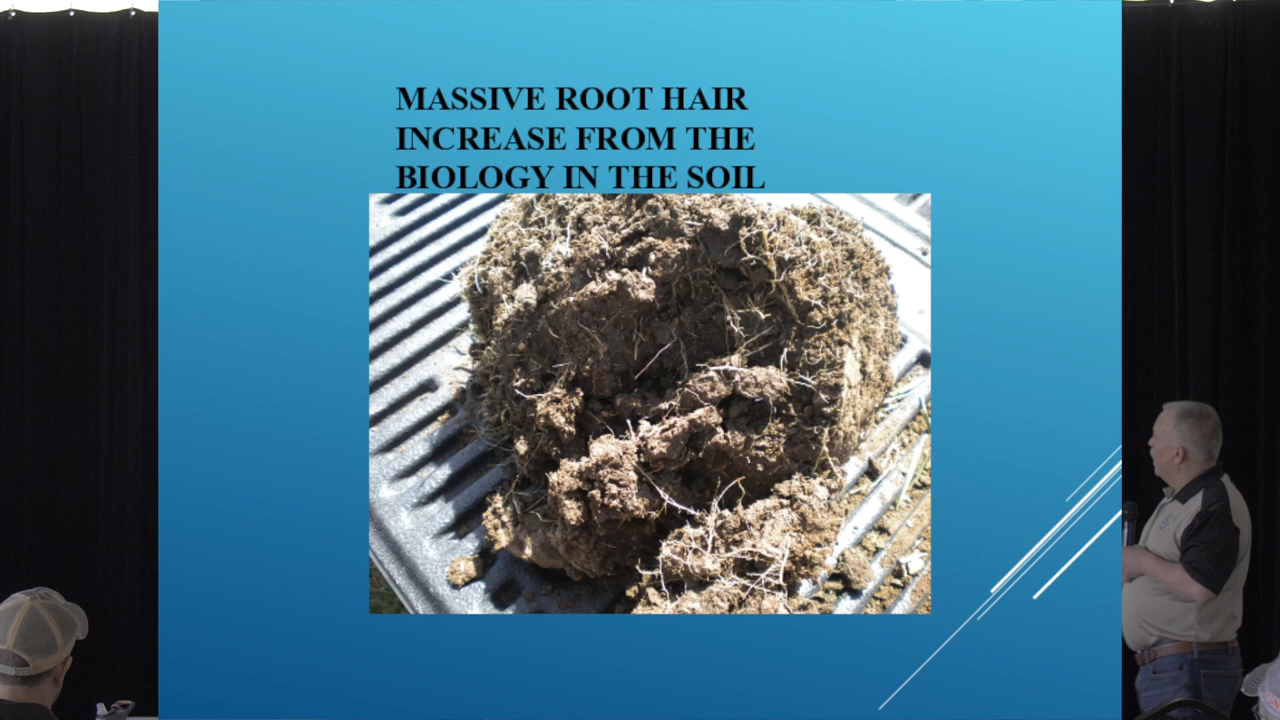 MASSIVE ROOT HAIR
INCREASE FROM THE
BIOLOGY IN THE SOIL